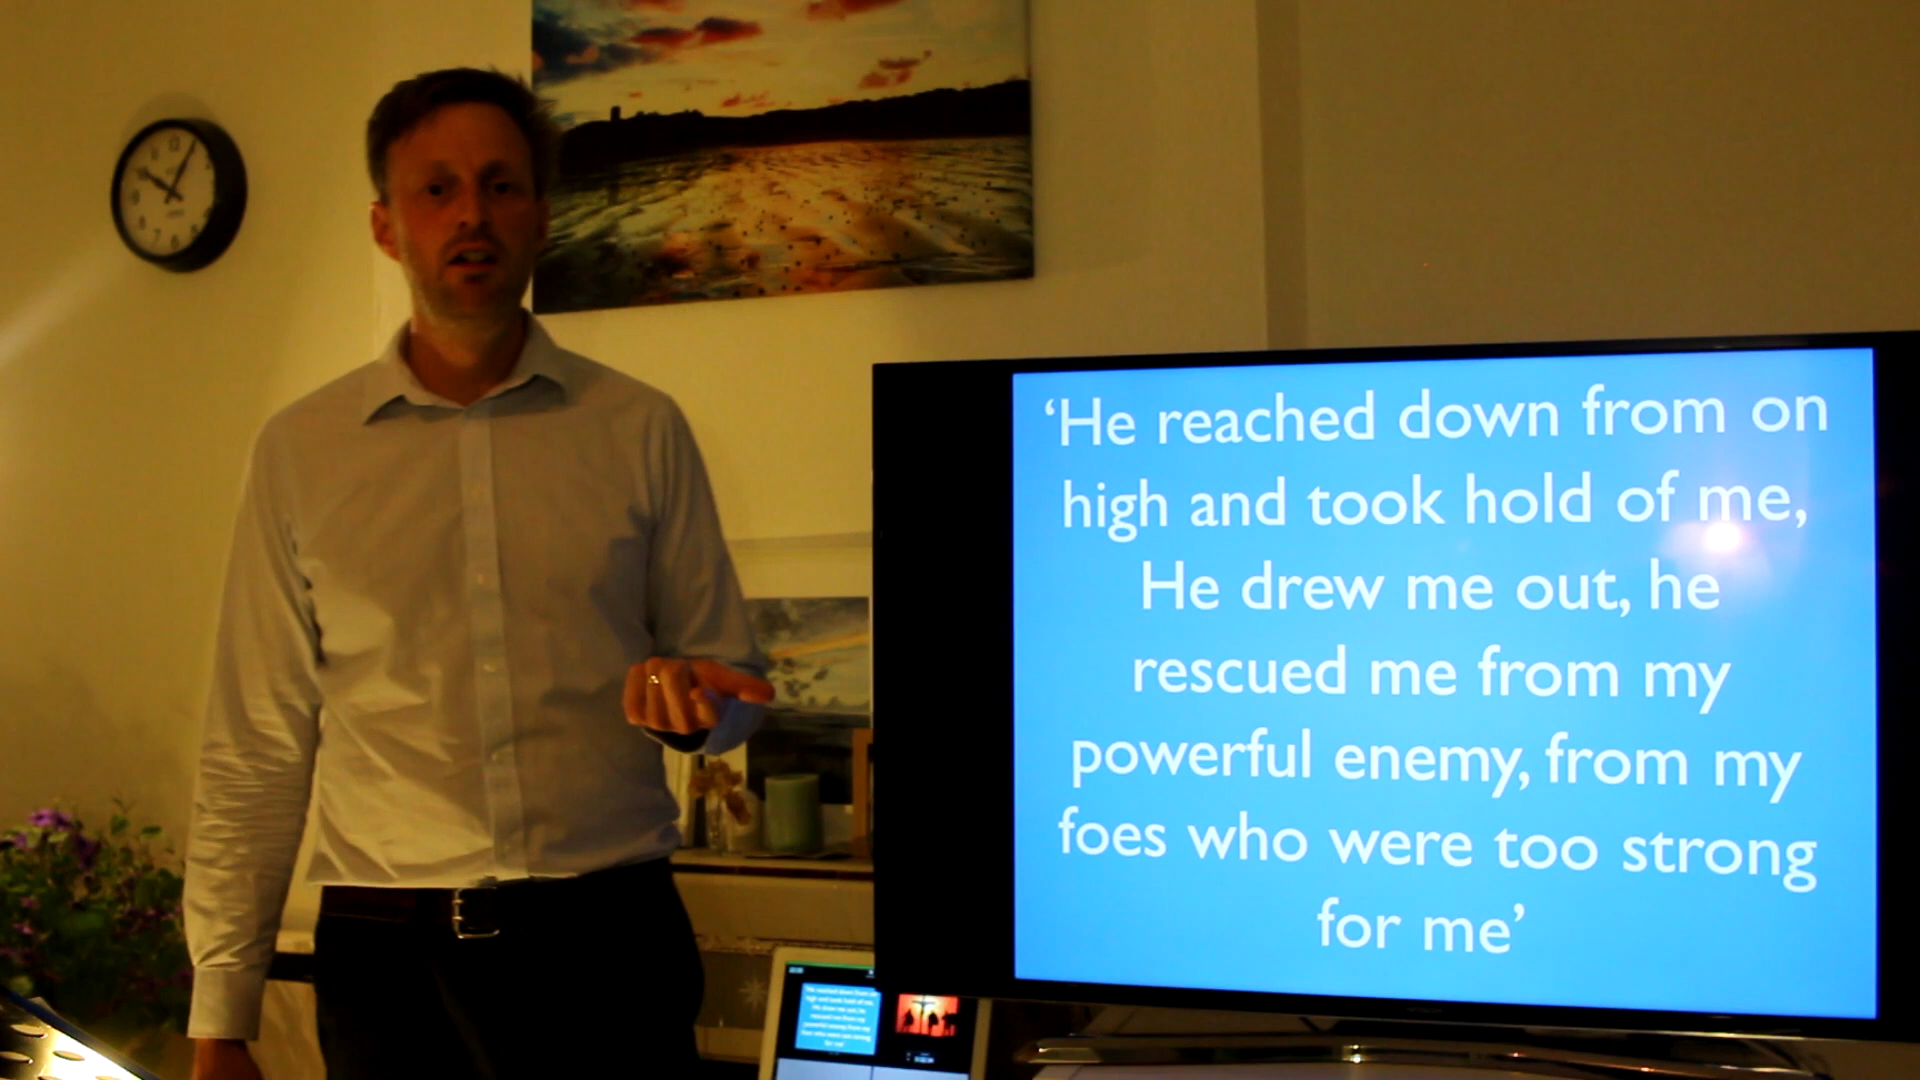 ‘He reached down from on
high and took hold of me,
He drew me out, he
rescued me from my
powerful enemy, from my
foes who were too strong
for me’
12